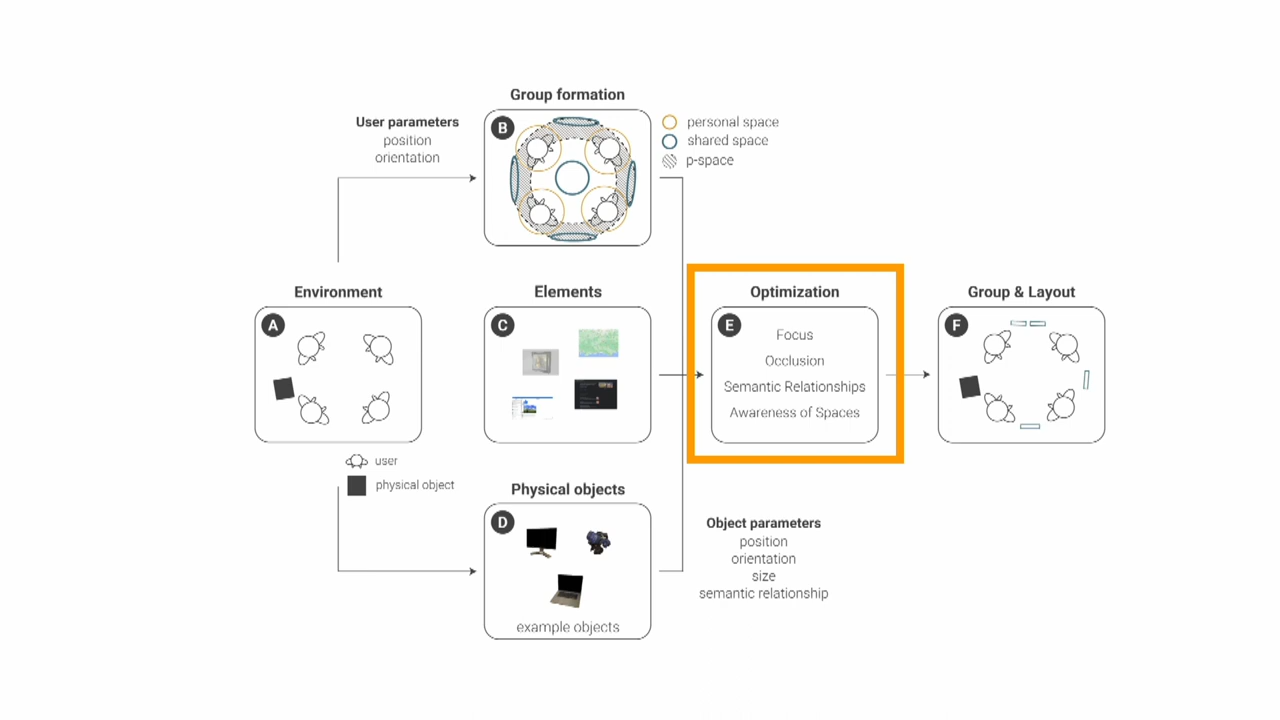 Group formation
User parameters
position
orientation
B
personal space
shared space
p-space
Environment
A
user
physical object
Elements
C
Optimization
E
Focus
Occlusion
Semantic Relationships
Awareness of Spaces
Group & Layout
F
Physical objects
D
example objects
Object parameters
position
orientation
size
semantic relationship